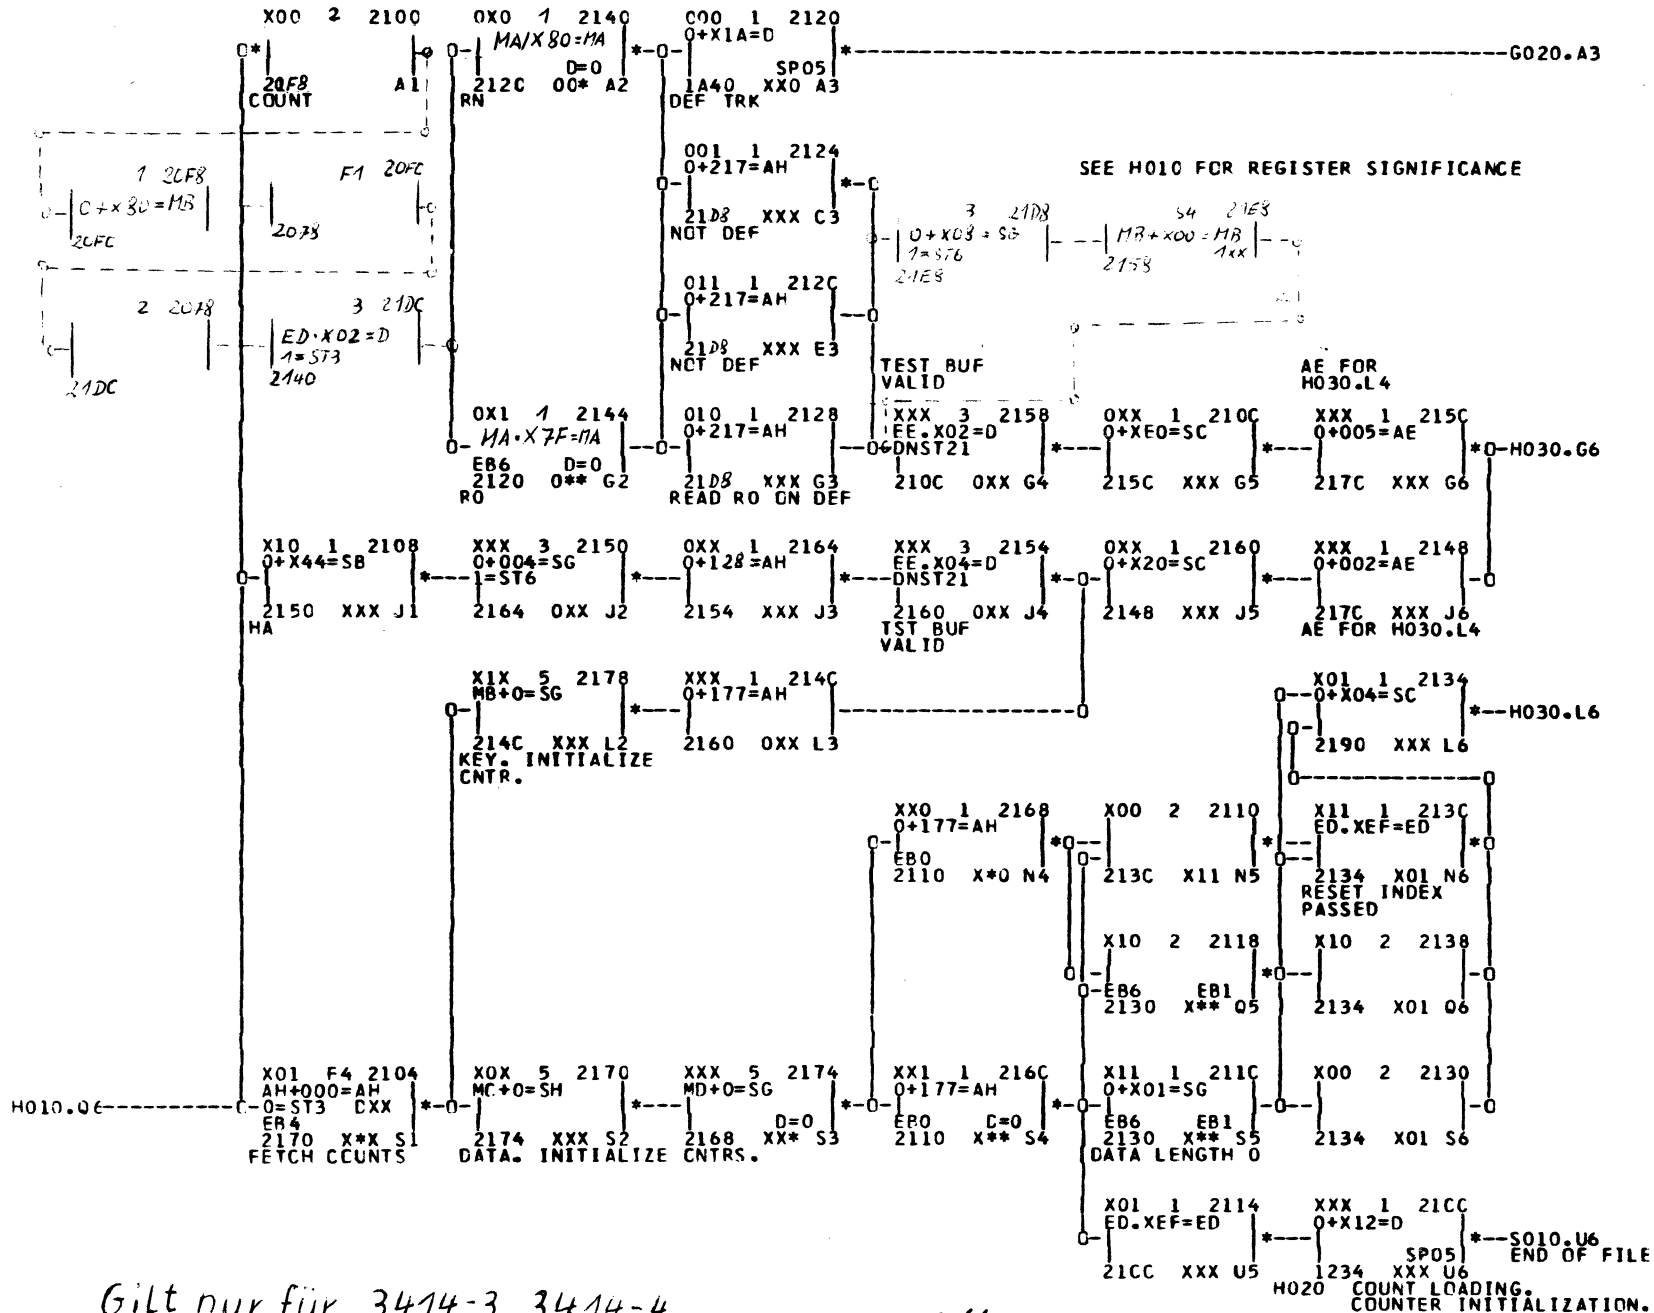 X00 2 2100
0X0 1 2140
000 1 2120
MA/X80=MA
0+X1A=D
* *-- *-- G020.A3
D=0
SP05
20F8 A1
212C 00* A2
1A40 XX0 A3
COUNT
RN
DEF TRK
001 1 2124
0+217=AH
SEE H010 FOR REGISTER SIGNIFICANCE
1 20F8
F1 20FC
0+X80=MB
20FC
2078
21D8 XXX C3
NOT DEF
3 21D8
S4 21E8
0+X08=SG
MB+X00=MB
1=ST6
1XX
21E8
2158
011 1 212C
0+217=AH
2 2078
3 21DC
ED.X02=D
1=ST3
21DC
2140
21D8 XXX E3
NOT DEF
TEST BUF
VALID
AE FOR
H030.L4
0X1 1 2144
010 1 2128
XXX 3 2158
0XX 1 210C
XXX 1 215C
MA.X7F=MA
0+217=AH
EE.X02=D
0+XE0=SC
0+005=AE
DNST21
H030.G6
EB6 D=0
2120 0** G2
21D8 XXX G3
210C 0XX G4
215C XXX G5
217C XXX G6
R0
READ R0 ON DEF
X10 1 2108
XXX 3 2150
0XX 1 2164
XXX 3 2154
0XX 1 2160
XXX 1 2148
0+X44=SB
0+004=SG
0+128=AH
EE.X04=D
0+X20=SC
0+002=AE
1=ST6
DNST21
2150 XXX J1
2164 0XX J2
2154 XXX J3
2160 0XX J4
2148 XXX J5
217C XXX J6
HA
TST BUF
VALID
AE FOR H030.L4
X1X 5 2178
XXX 1 214C
X01 1 2134
MB+0=SG
0+177=AH
0+X04=SC
H030.L6
214C XXX L2
2160 0XX L3
2190 XXX L6
KEY. INITIALIZE
CNTR.
XX0 1 2168
X00 2 2110
X11 1 213C
0+177=AH
ED.XEF=ED
EB0
2110 X*0 N4
213C X11 N5
2134 X01 N6
RESET INDEX
PASSED
X10 2 2118
X10 2 2138
EB6 EB1
2130 X** Q5
2134 X01 Q6
X01 F4 2104
X0X 5 2170
XXX 5 2174
XX1 1 216C
X11 1 211C
X00 2 2130
AH+000=AH
MC+0=SH
MD+0=SG
0+177=AH
0+X01=SG
H010.Q6
0=ST3 CXX
EB4
D=0
EB0 C=0
EB6 EB1
2170 X*X S1
2174 XXX S2
2168 XX* S3
2110 X** S4
2130 X** S5
2134 X01 S6
FETCH CCUNTS
DATA. INITIALIZE CNTRS.
DATA LENGTH 0
X01 1 2114
XXX 1 21CC
ED.XEF=ED
0+X12=D
S010.U6
SP05
END OF FILE
21CC XXX U5
1234 XXX U6
H020 COUNT LOADING.
COUNTER INITIALIZATION.
Gilt nur für 3414-3 3414-4